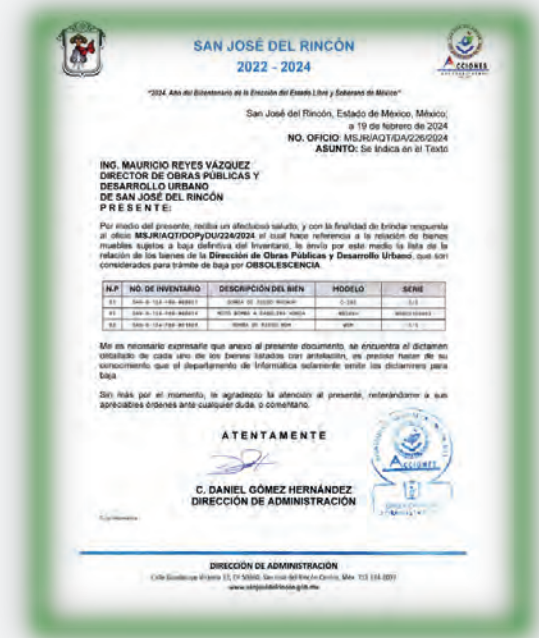 SAN JOSÉ DEL RINCÓN
2022 - 2024
ACCIONES
"2024. Año del Bicentenario de la Erección del Estado Libre y Soberano de México"
San José del Rincón, Estado de México, México;
a 19 de febrero de 2024
NO. OFICIO: MSJR/AQT/DA/226/2024
ASUNTO: Se Indica en el Texto
ING. MAURICIO REYES VÁZQUEZ
DIRECTOR DE OBRAS PÚBLICAS Y
DESARROLLO URBANO
DE SAN JOSÉ DEL RINCÓN
P R E S E N T E:
Por medio del presente, reciba un afectuoso saludo, y con la finalidad de brindar respuesta
al oficio MSJR/AQT/DOPyDU/224/2024 el cual hace referencia a la relación de bienes
muebles sujetos a baja definitiva del Inventario, le envío por este medio la lista de la
relación de los bienes de la Dirección de Obras Públicas y Desarrollo Urbano, que son
considerados para trámite de baja por OBSOLESCENCIA.
N.P NO. DE INVENTARIO DESCRIPCIÓN DEL BIEN MODELO SERIE
MOTO BOMBA A GASOLINA HONDA
Me es necesario expresarle que anexo al presente documento, se encuentra el dictamen
detallado de cada uno de los bienes listados con antelación, es preciso hacer de su
conocimiento que el departamento de Informática solamente emite los dictámenes para
baja.
Sin más por el momento, le agradezco la atención al presente, reiterándome a sus
apreciables órdenes ante cualquier duda, o comentario.
A T E N T A M E N T E
ACCIONES
C. DANIEL GÓMEZ HERNÁNDEZ
DIRECCIÓN DE ADMINISTRACIÓN
DIRECCIÓN DE ADMINISTRACIÓN
www.sanjosedelrincon.gob.mx